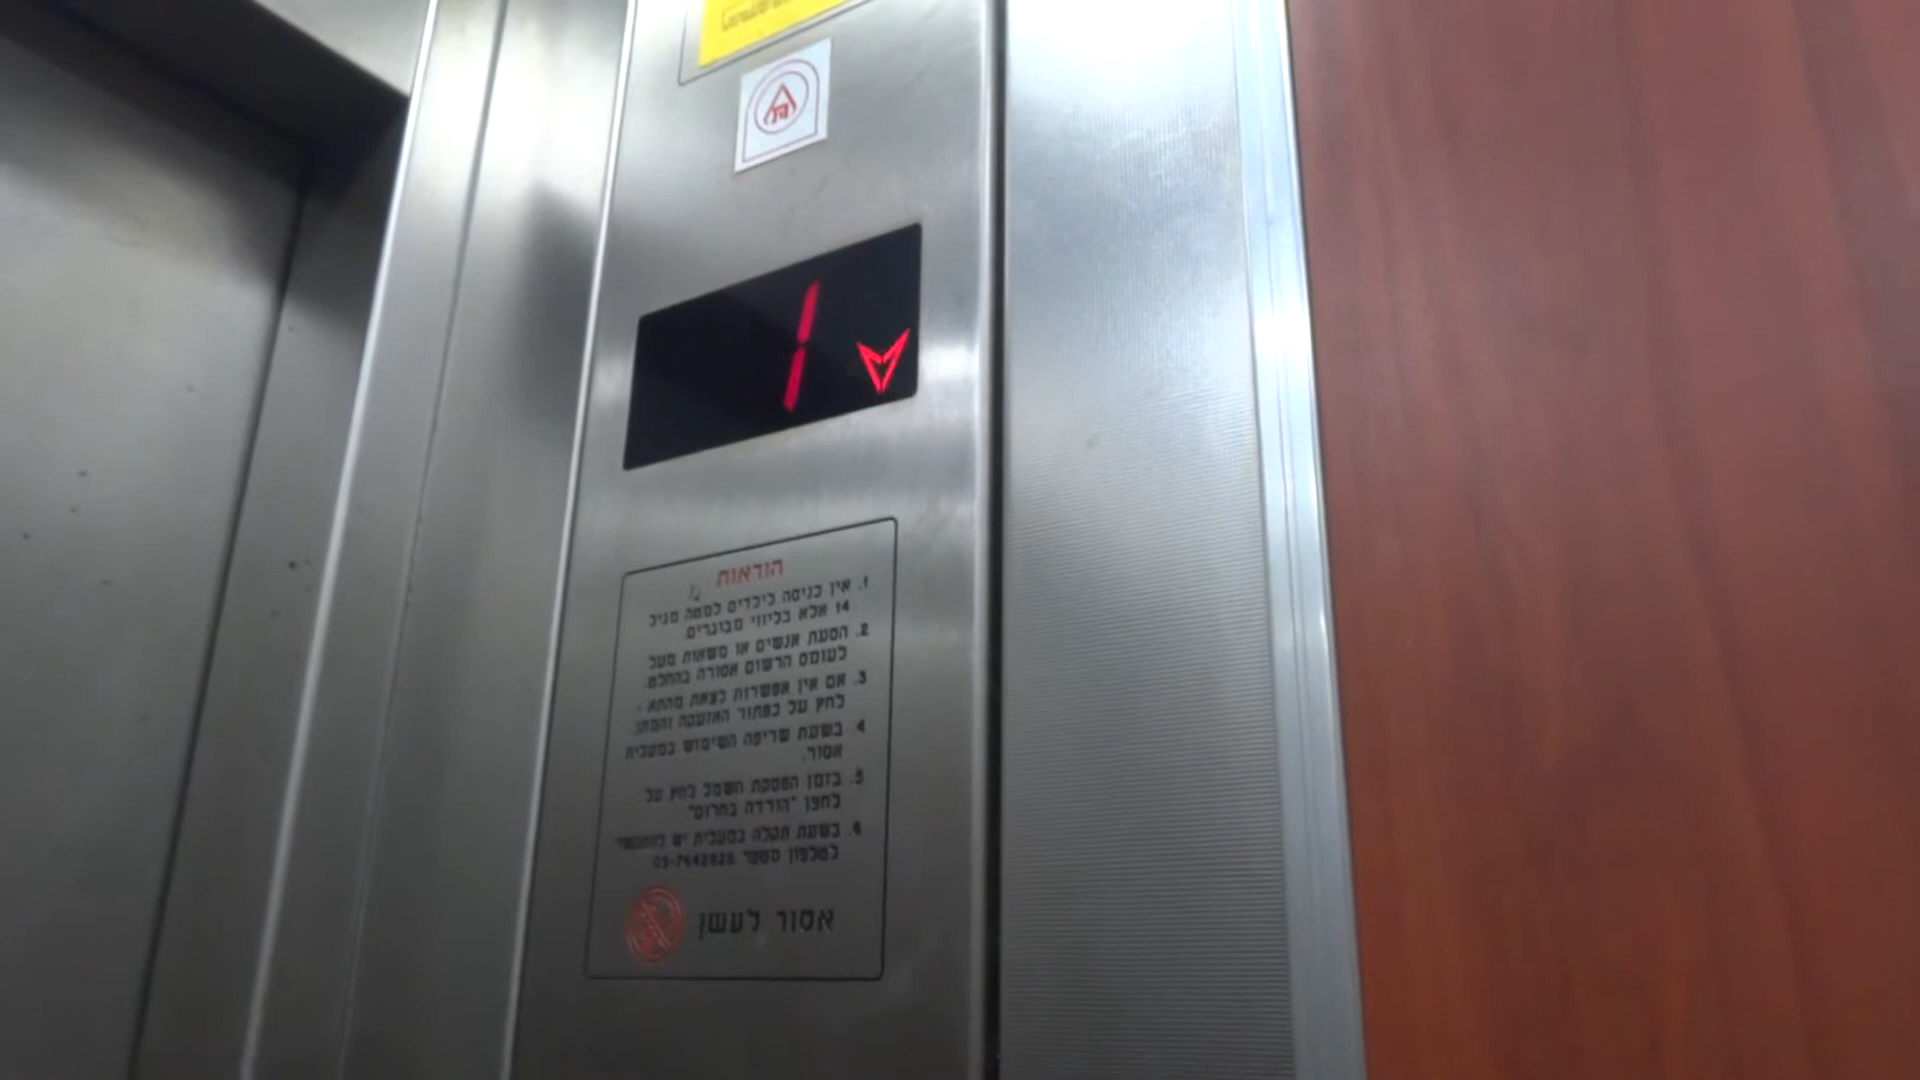 1
הוראות
1. אין כניסה לילדים למטה מגיל
14 אלא בליווי מבוגרים.
2. הסעת אנשים או משאות מעל
לעומס הרשום אסורה בהחלט.
3. אם אין אפשרות לצאת מהתא -
לחץ על כפתור האזעקה והמתן.
4 בשעת שריפה השימוש במעלית
אסור.
5. בזמן הפסקת חשמל לחץ על
לחצן "הורדה בחרום".
6. בשעת תקלה במעלית יש להתקשר
לטלפון מספר
אסור לעשן